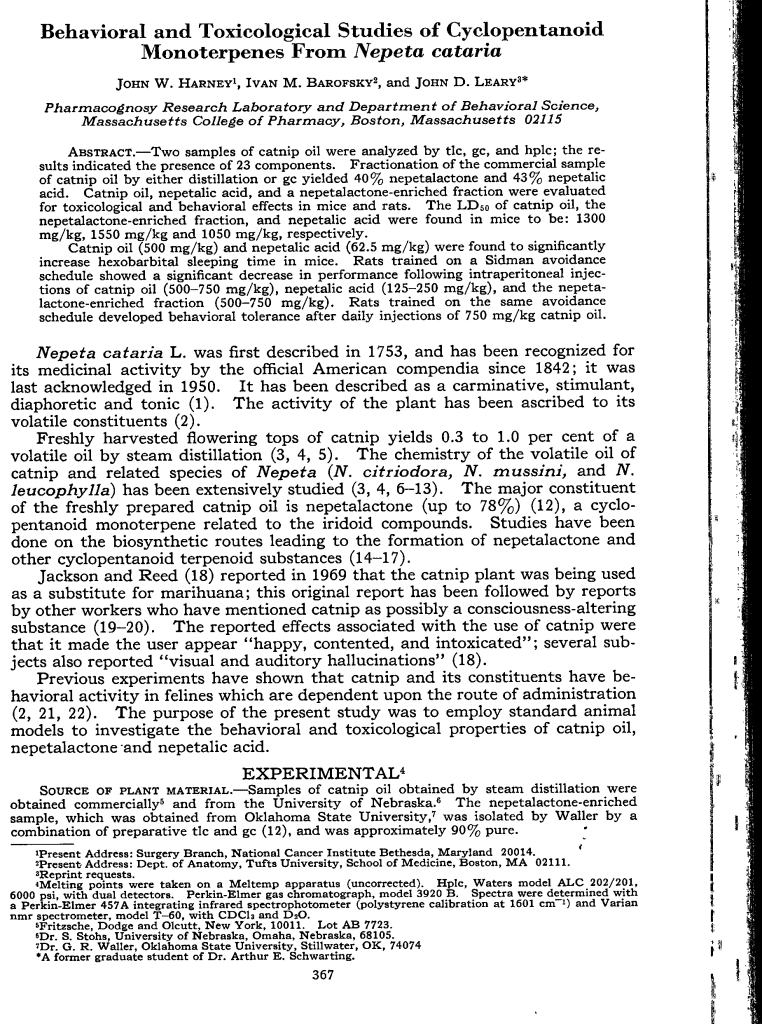 Behavioral and Toxicological Studies of Cyclopentanoid
Monoterpenes From Nepeta cataria
JOHN W. HARNEY¹, IVAN M. BAROFSKY², and JOHN D. LEARY³*
Pharmacognosy Research Laboratory and Department of Behavioral Science,
Massachusetts College of Pharmacy, Boston, Massachusetts 02115
ABSTRACT.—Two samples of catnip oil were analyzed by tlc, gc, and hplc; the re-
sults indicated the presence of 23 components. Fractionation of the commercial sample
of catnip oil by either distillation or gc yielded 40% nepetalactone and 43% nepetalic
acid. Catnip oil, nepetalic acid, and a nepetalactone-enriched fraction were evaluated
for toxicological and behavioral effects in mice and rats. The LD₅₀ of catnip oil, the
nepetalactone-enriched fraction, and nepetalic acid were found in mice to be: 1300
mg/kg, 1550 mg/kg and 1050 mg/kg, respectively.
Catnip oil (500 mg/kg) and nepetalic acid (62.5 mg/kg) were found to significantly
increase hexobarbital sleeping time in mice. Rats trained on a Sidman avoidance
schedule showed a significant decrease in performance following intraperitoneal injec-
tions of catnip oil (500-750 mg/kg), nepetalic acid (125-250 mg/kg), and the nepeta-
lactone-enriched fraction (500-750 mg/kg). Rats trained on the same avoidance
schedule developed behavioral tolerance after daily injections of 750 mg/kg catnip oil.
Nepeta cataria L. was first described in 1753, and has been recognized for
its medicinal activity by the official American compendia since 1842; it was
last acknowledged in 1950. It has been described as a carminative, stimulant,
diaphoretic and tonic (1). The activity of the plant has been ascribed to its
volatile constituents (2).
Freshly harvested flowering tops of catnip yields 0.3 to 1.0 per cent of a
volatile oil by steam distillation (3, 4, 5). The chemistry of the volatile oil of
catnip and related species of Nepeta (N. citriodora, N. mussini, and N.
leucophylla) has been extensively studied (3, 4, 6-13). The major constituent
of the freshly prepared catnip oil is nepetalactone (up to 78%) (12), a cyclo-
pentanoid monoterpene related to the iridoid compounds. Studies have been
done on the biosynthetic routes leading to the formation of nepetalactone and
other cyclopentanoid terpenoid substances (14-17).
Jackson and Reed (18) reported in 1969 that the catnip plant was being used
as a substitute for marihuana; this original report has been followed by reports
by other workers who have mentioned catnip as possibly a consciousness-altering
substance (19-20). The reported effects associated with the use of catnip were
that it made the user appear "happy, contented, and intoxicated"; several sub-
jects also reported "visual and auditory hallucinations" (18).
Previous experiments have shown that catnip and its constituents have be-
havioral activity in felines which are dependent upon the route of administration
(2, 21, 22). The purpose of the present study was to employ standard animal
models to investigate the behavioral and toxicological properties of catnip oil,
nepetalactone and nepetalic acid.
EXPERIMENTAL⁴
SOURCE OF PLANT MATERIAL.—Samples of catnip oil obtained by steam distillation were
obtained commercially⁵ and from the University of Nebraska.⁶ The nepetalactone-enriched
sample, which was obtained from Oklahoma State University,⁷ was isolated by Waller by a
combination of preparative tlc and gc (12), and was approximately 90% pure.
¹Present Address: Surgery Branch, National Cancer Institute Bethesda, Maryland 20014.
²Present Address: Dept. of Anatomy, Tufts University, School of Medicine, Boston, MA 02111.
³Reprint requests.
⁴Melting points were taken on a Meltemp apparatus (uncorrected). Hplc, Waters model ALC 202/201,
6000 psi, with dual detectors. Perkin-Elmer gas chromatograph, model 3920 B. Spectra were determined with
a Perkin-Elmer 457A integrating infrared spectrophotometer (polystyrene calibration at 1601 cm⁻¹) and Varian
nmr spectrometer, model T-60, with CDCl₃ and D₂O.
⁵Fritzsche, Dodge and Olcutt, New York, 10011. Lot AB 7723.
⁶Dr. S. Stohs, University of Nebraska, Omaha, Nebraska, 68105.
⁷Dr. G. R. Waller, Oklahoma State University, Stillwater, OK, 74074
*A former graduate student of Dr. Arthur E. Schwarting.
367